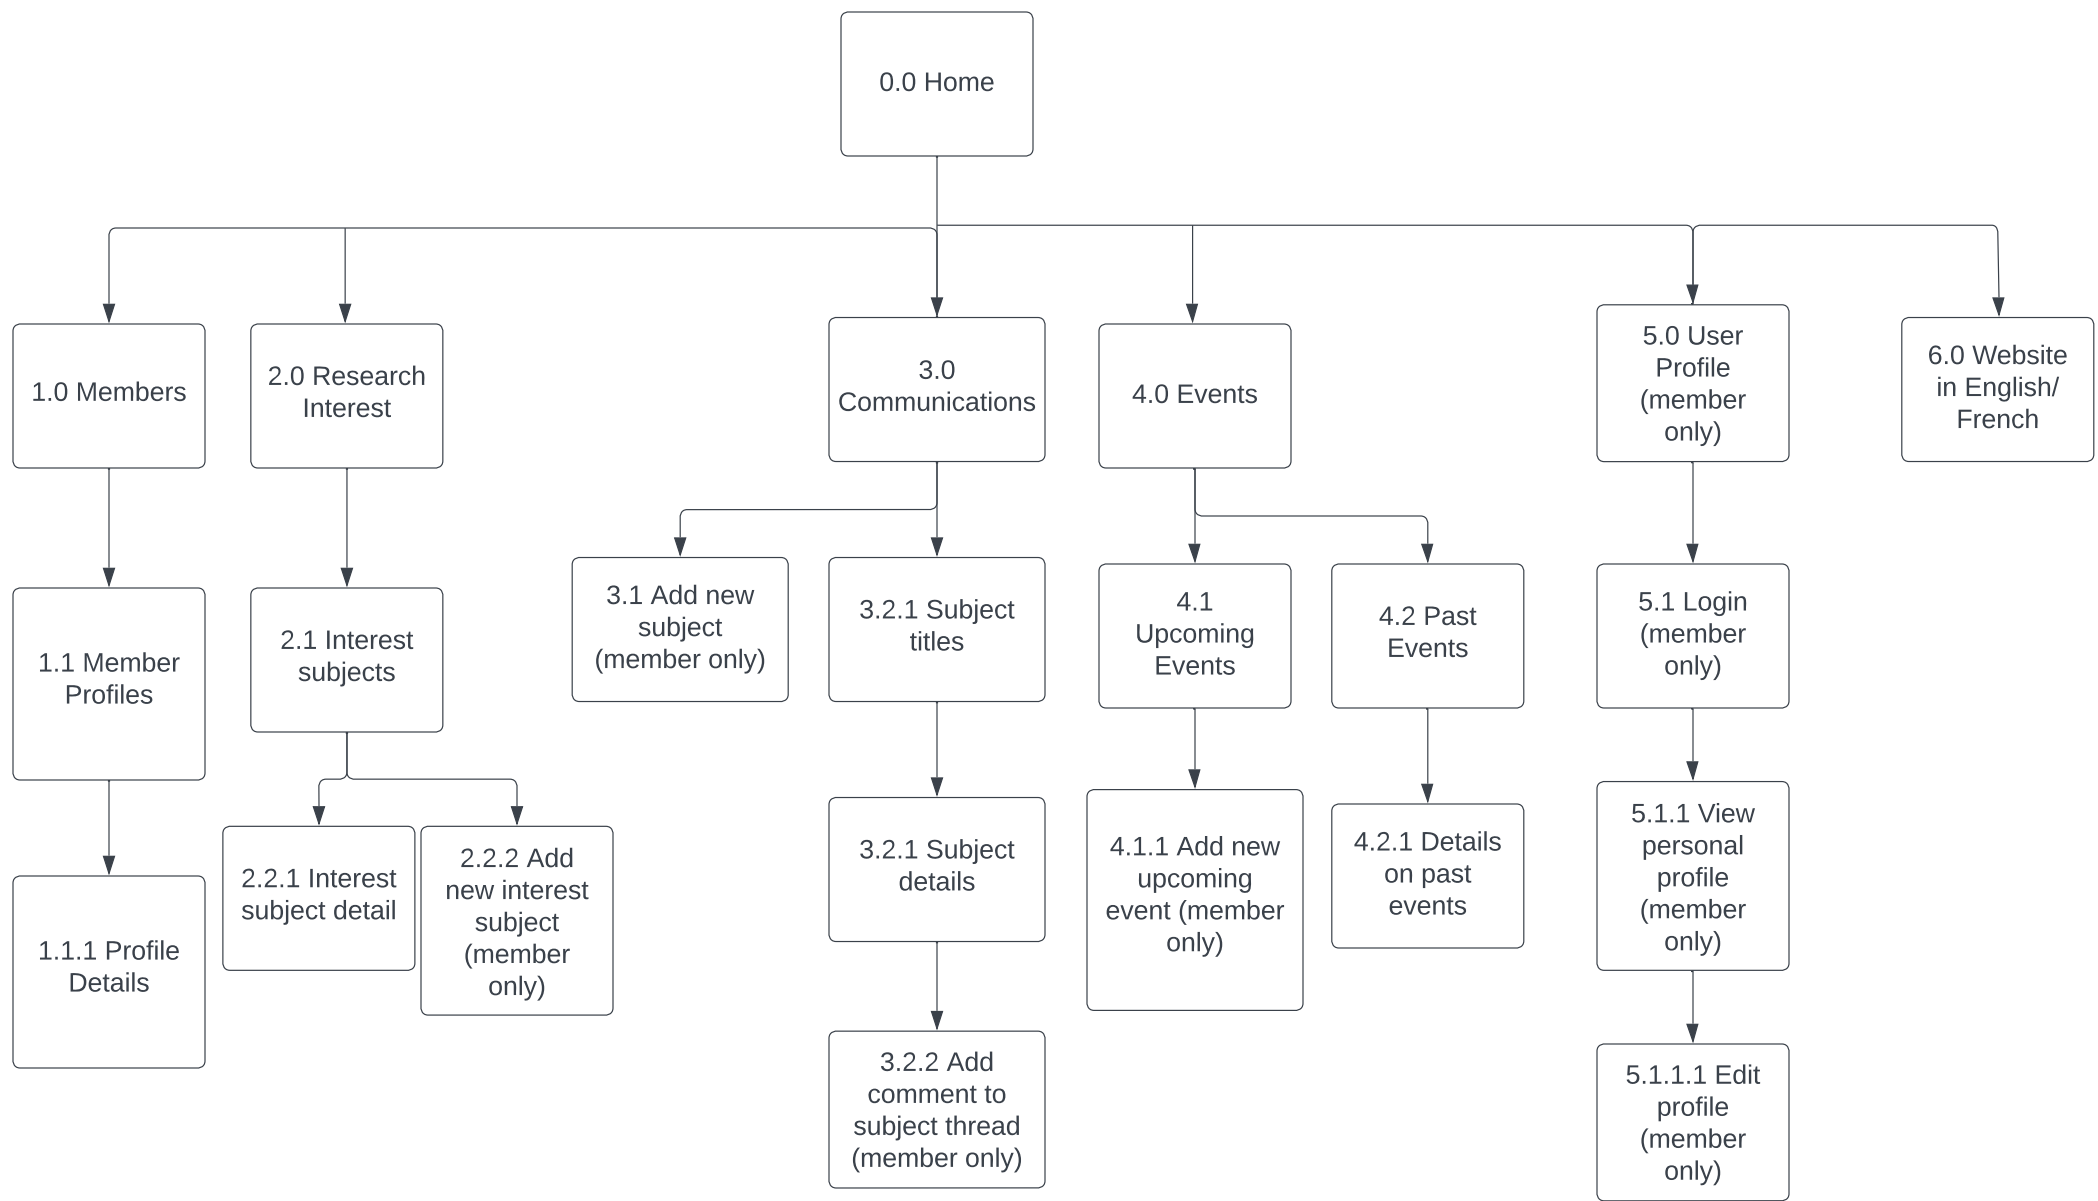 0.0 Home
1.0 Members
2.0 Research
Interest
3.0
Communications
4.0 Events
5.0 User
Profile
(member
only)
6.0 Website
in English/
French
1.1 Member
Profiles
2.1 Interest
subjects
3.1 Add new
subject
(member only)
3.2.1 Subject
titles
4.1
Upcoming
Events
4.2 Past
Events
5.1 Login
(member
only)
1.1.1 Profile
Details
2.2.1 Interest
subject detail
2.2.2 Add
new interest
subject
(member
only)
3.2.1 Subject
details
4.1.1 Add new
upcoming
event (member
only)
4.2.1 Details
on past
events
5.1.1 View
personal
profile
(member
only)
3.2.2 Add
comment to
subject thread
(member only)
5.1.1.1 Edit
profile
(member
only)